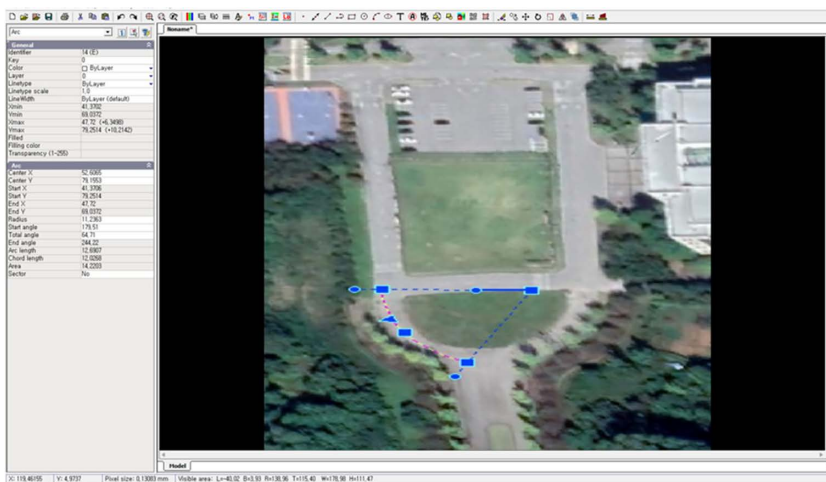 Noname*
Arc
General
Identifier 14 (E)
Key 0
Color ByLayer
Layer 0
Linetype ByLayer
Linetype scale 1.0
LineWidth ByLayer (default)
Xmin 41,3702
Ymin 69,0372
Xmax 47,72 (+6,3498)
Ymax 79,2514 (+10,2142)
Filled
Filling color
Transparency (1-255)
Arc
Center X 52,6065
Center Y 79,1553
Start X 41,3706
Start Y 79,2514
End X 47,72
End Y 69,0372
Radius 11,2363
Start angle 179,51
Total angle 64,71
End angle 244,22
Arc length 12,6907
Chord length 12,0268
Area 14,2203
Sector No
Model
X: 119,46155 Y: 4,9737 Pixel size: 0,13083 mm Visible area: L=-40,02 B=3,93 R=138,96 T=115,40 W=178,98 H=111,47